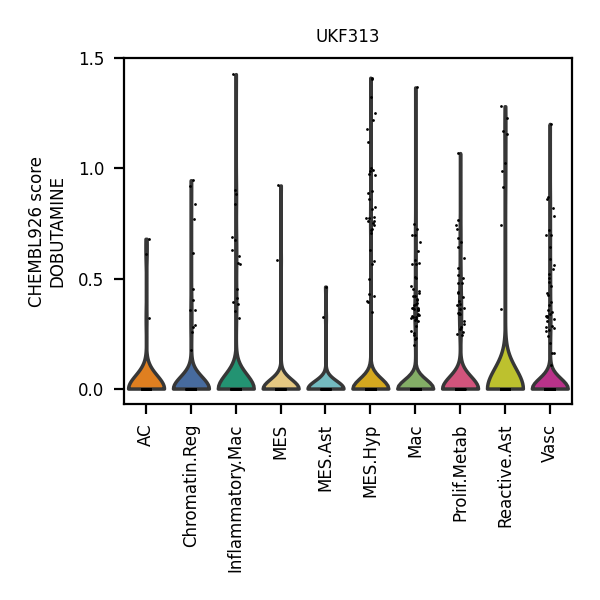 UKF313
CHEMBL926 score
DOBUTAMINE
1.5
1.0
0.5
0.0
AC
Chromatin.Reg
Inflammatory.Mac
MES
MES.Ast
MES.Hyp
Mac
Prolif.Metab
Reactive.Ast
Vasc